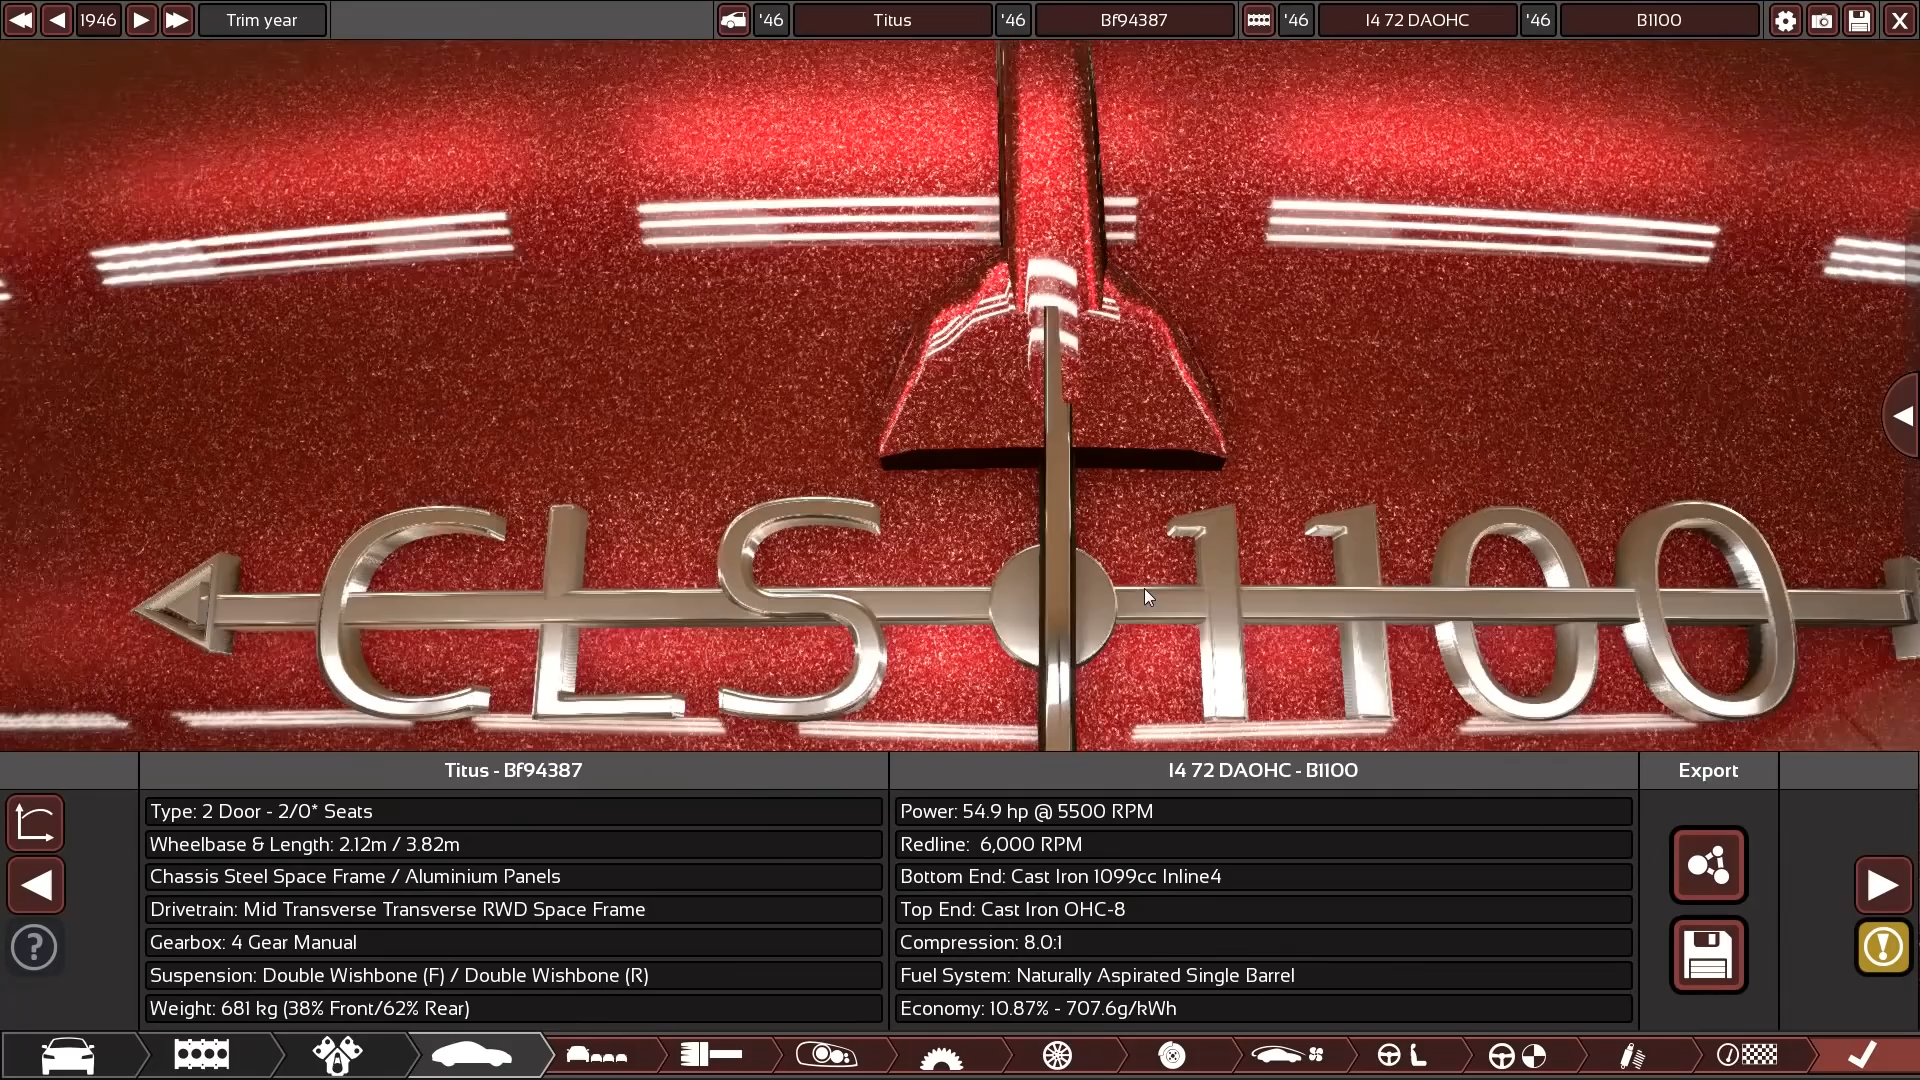 1946
Trim year
'46
Titus
'46
Bf94387
'46
I4 72 DAOHC
'46
B1100
CLS 1100
Titus - Bf94387
I4 72 DAOHC - B1100
Export
Type: 2 Door - 2/0* Seats
Power: 54.9 hp @ 5500 RPM
Wheelbase & Length: 2.12m / 3.82m
Redline: 6,000 RPM
Chassis Steel Space Frame / Aluminium Panels
Bottom End: Cast Iron 1099cc Inline4
Drivetrain: Mid Transverse Transverse RWD Space Frame
Top End: Cast Iron OHC-8
Gearbox: 4 Gear Manual
Compression: 8.0:1
Suspension: Double Wishbone (F) / Double Wishbone (R)
Fuel System: Naturally Aspirated Single Barrel
Weight: 681 kg (38% Front/62% Rear)
Economy: 10.87% - 707.6g/kWh